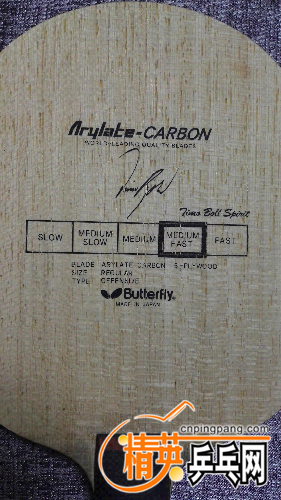 Arylate-CARBON
WORLD-LEADING QUALITY BLADES
Timo Boll Spirit
SLOW
MEDIUM SLOW
MEDIUM
MEDIUM FAST
FAST
BLADE ARYLATE CARBON 5-PLYWOOD
SIZE REGULAR
TYPE OFFENSIVE
Butterfly
MADE IN JAPAN
cnpingpang.com
精英乒乓网